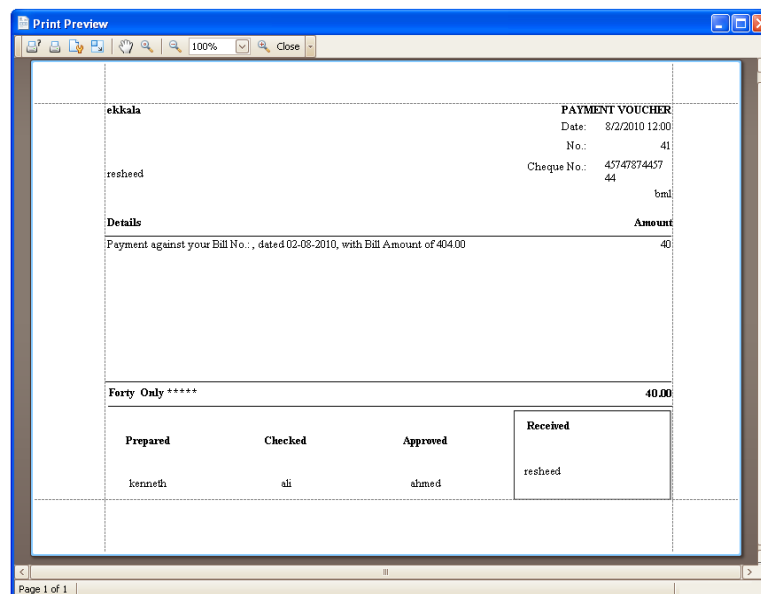 Print Preview
100%
Close
ekkala
PAYMENT VOUCHER
Date: 8/2/2010 12:00
No.: 41
resheed
Cheque No.: 45747874457
44
bml
Details Amount
Payment against your Bill No.: , dated 02-08-2010, with Bill Amount of 404.00 40
Forty Only ***** 40.00
Received
Prepared Checked Approved
resheed
kenneth ali ahmed
Page 1 of 1